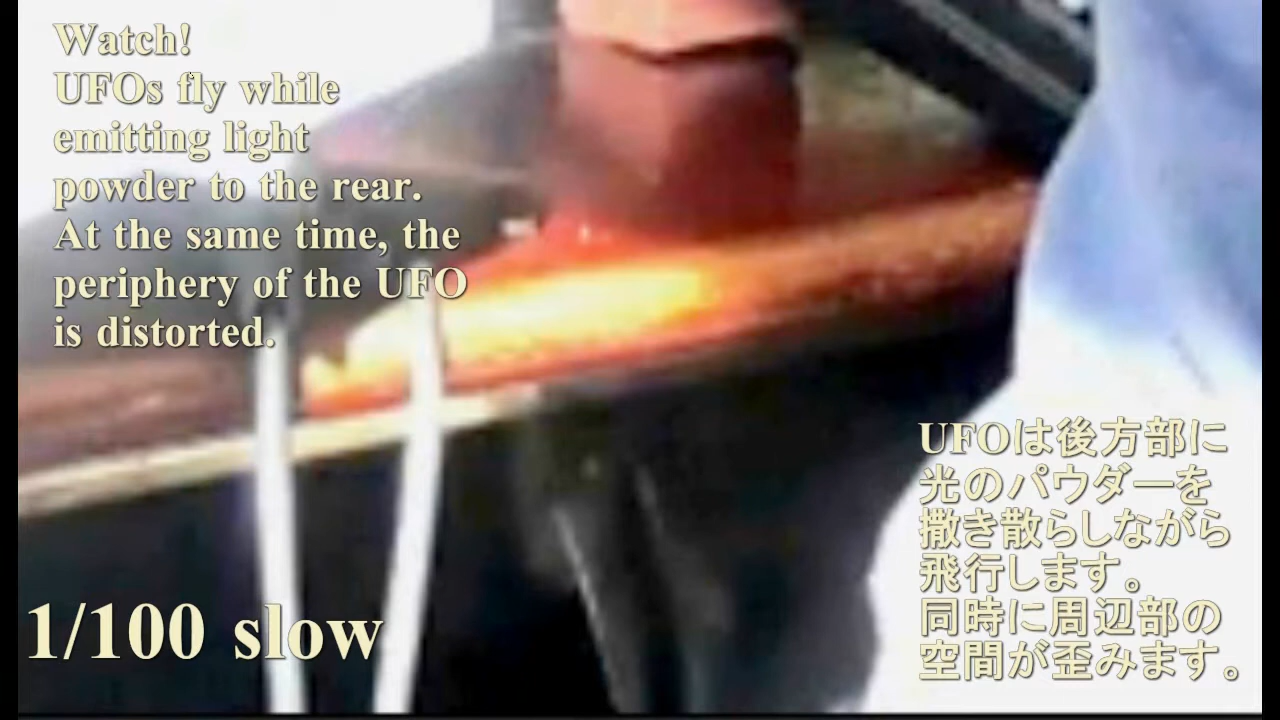 Watch!
UFOs fly while
emitting light
powder to the rear.
At the same time, the
periphery of the UFO
is distorted.
UFOは後方部に
光のパウダーを
撒き散らしながら
飛行します。
同時に周辺部の
空間が歪みます。
1/100 slow